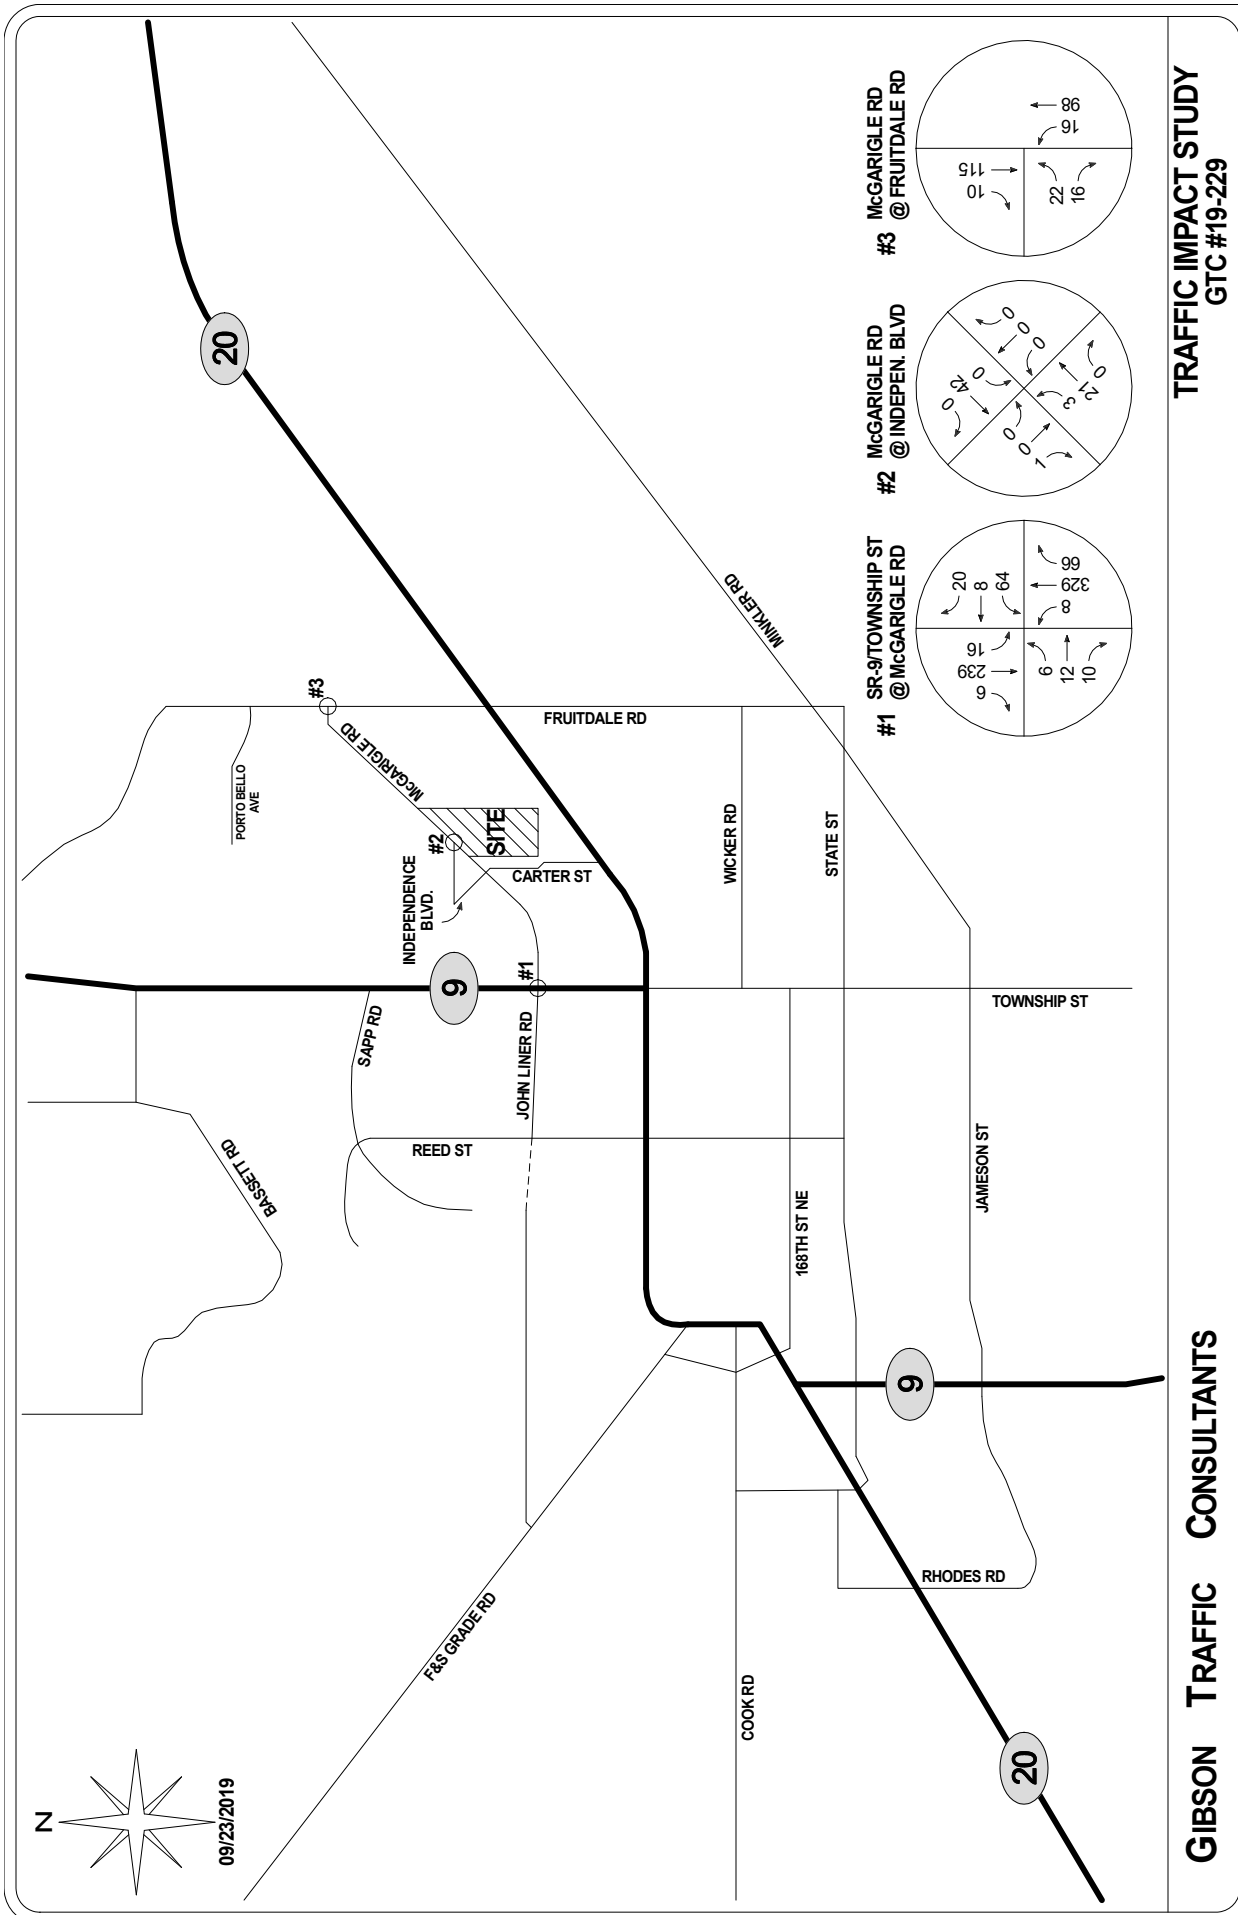 TRAFFIC IMPACT STUDY
GTC #19-229
GIBSON TRAFFIC CONSULTANTS
N
09/23/2019
20
9
9
20
BASSETT RD
SAPP RD
REED ST
JOHN LINER RD
INDEPENDENCE
BLVD.
PORTO BELLO
AVE
McGARIGLE RD
#1
#2
#3
SITE
CARTER ST
FRUITDALE RD
MINKLER RD
WICKER RD
STATE ST
TOWNSHIP ST
168TH ST NE
JAMESON ST
F&S GRADE RD
COOK RD
RHODES RD
#1 SR-9/TOWNSHIP ST
@ McGARIGLE RD
6 239 16
20
8
64
6
12
10
8 329 66
#2 McGARIGLE RD
@ INDEPEN. BLVD
0 42 0
0 0 0
0 0 1
3 21 0
#3 McGARIGLE RD
@ FRUITDALE RD
10 115
22
16
16 98